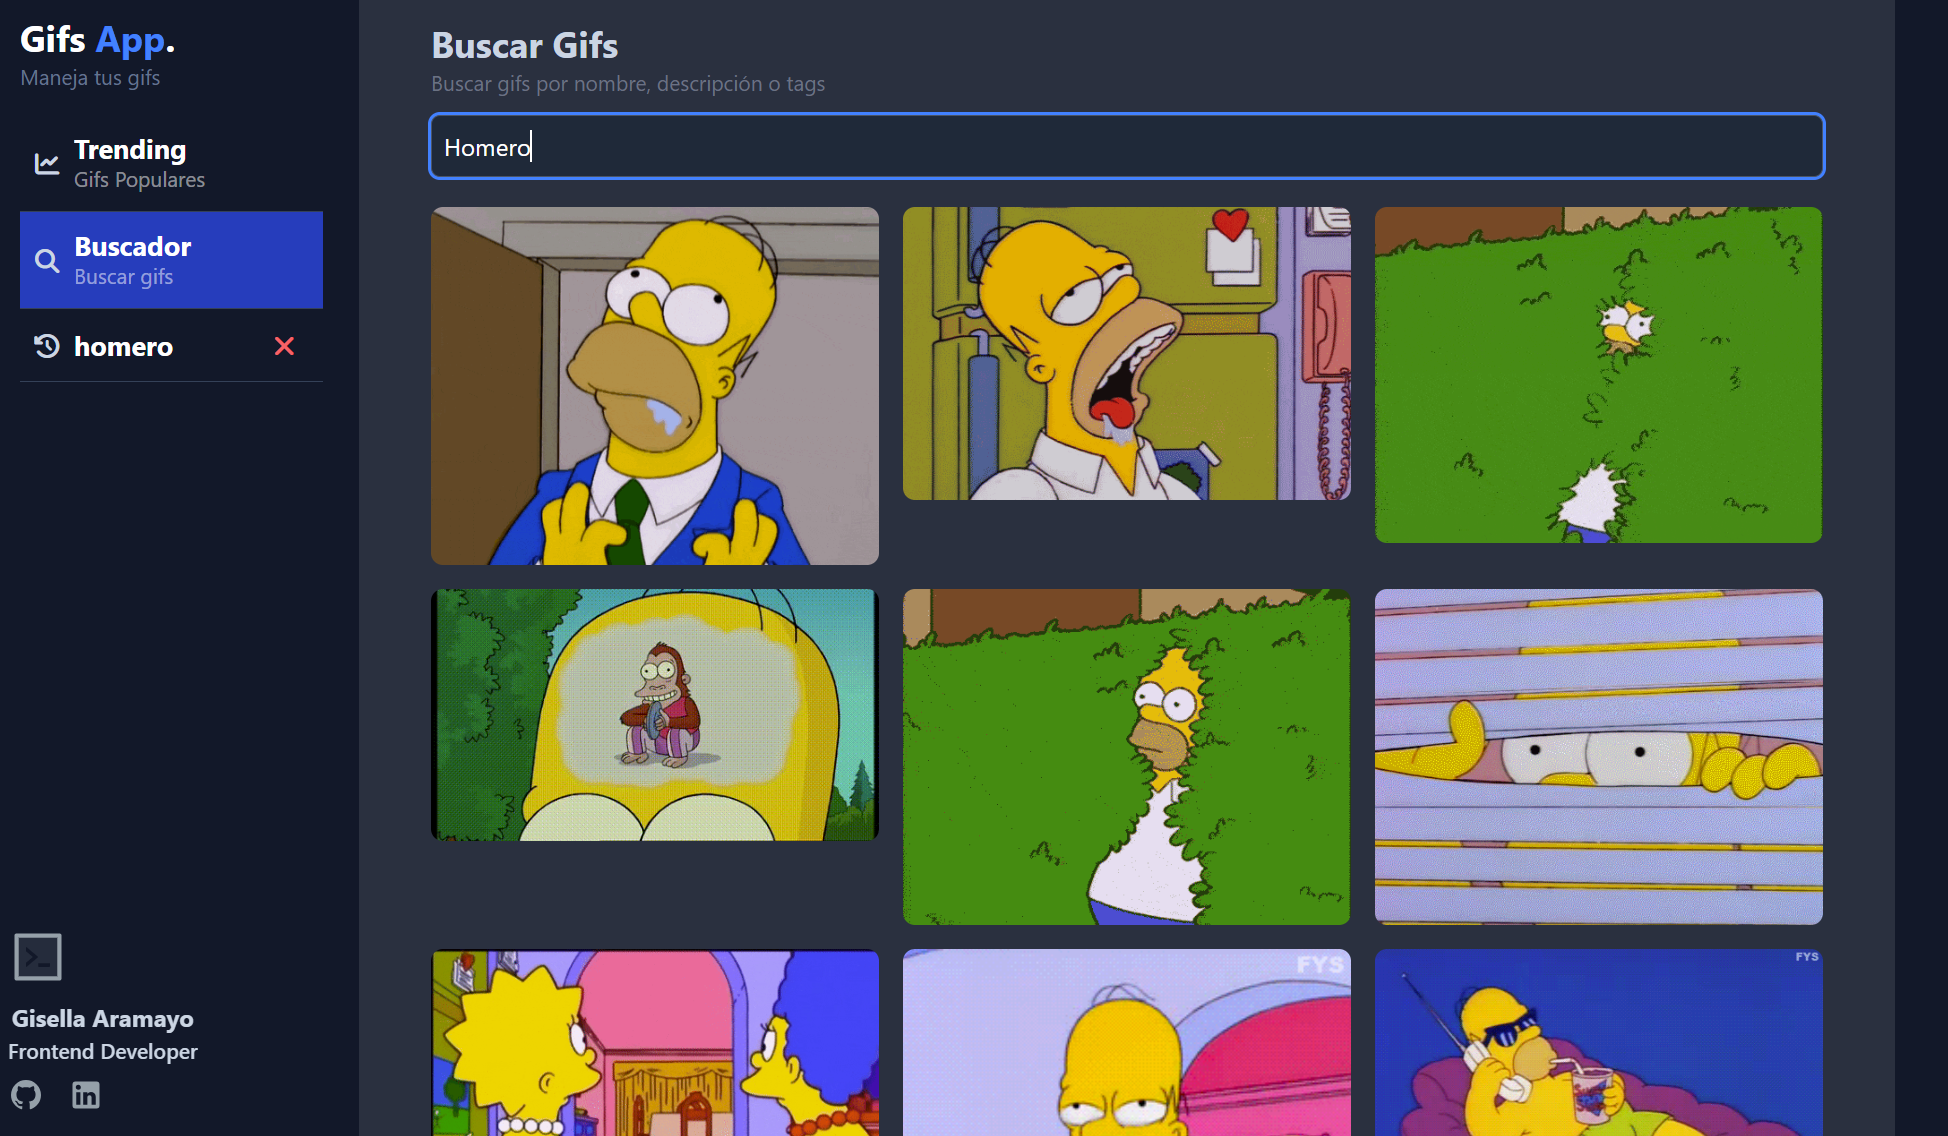 Gifs App.
Maneja tus gifs
Trending
Gifs Populares
Buscador
Buscar gifs
homero
Gisella Aramayo
Frontend Developer
Buscar Gifs
Buscar gifs por nombre, descripción o tags
Homero
FYS
FYS